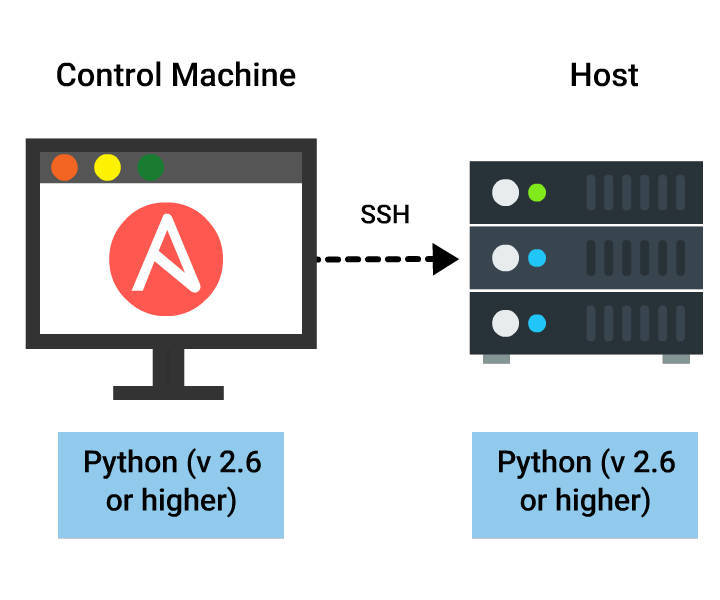 Control Machine
Host
SSH
Python (v 2.6
or higher)
Python (v 2.6
or higher)